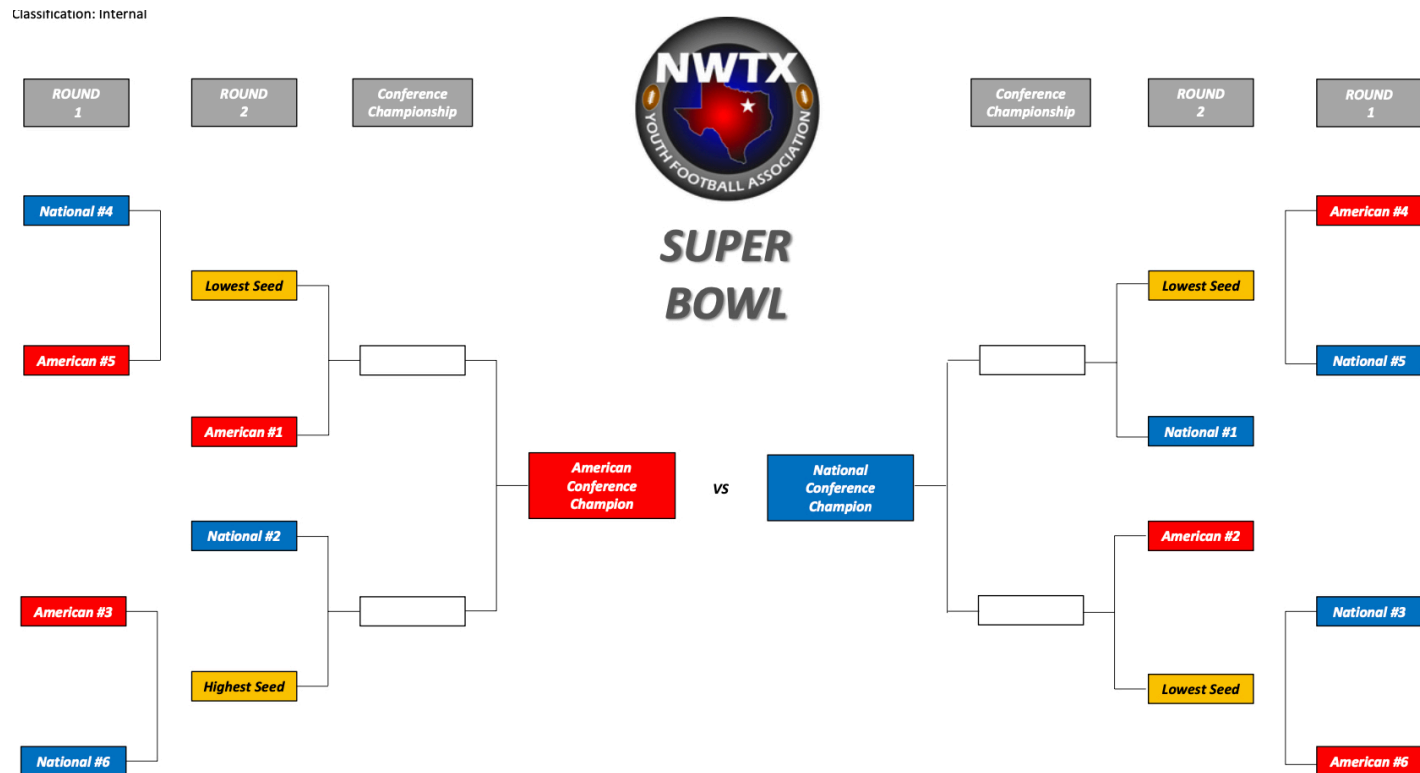 Classification: Internal
NWTX
YOUTH FOOTBALL ASSOCIATION
SUPER
BOWL
ROUND
1
ROUND
2
Conference
Championship
Conference
Championship
ROUND
2
ROUND
1
National #4
American #5
Lowest Seed
American #1
National #2
Highest Seed
American #3
National #6
American
Conference
Champion
VS
National
Conference
Champion
Lowest Seed
National #1
American #2
Lowest Seed
American #4
National #5
National #3
American #6